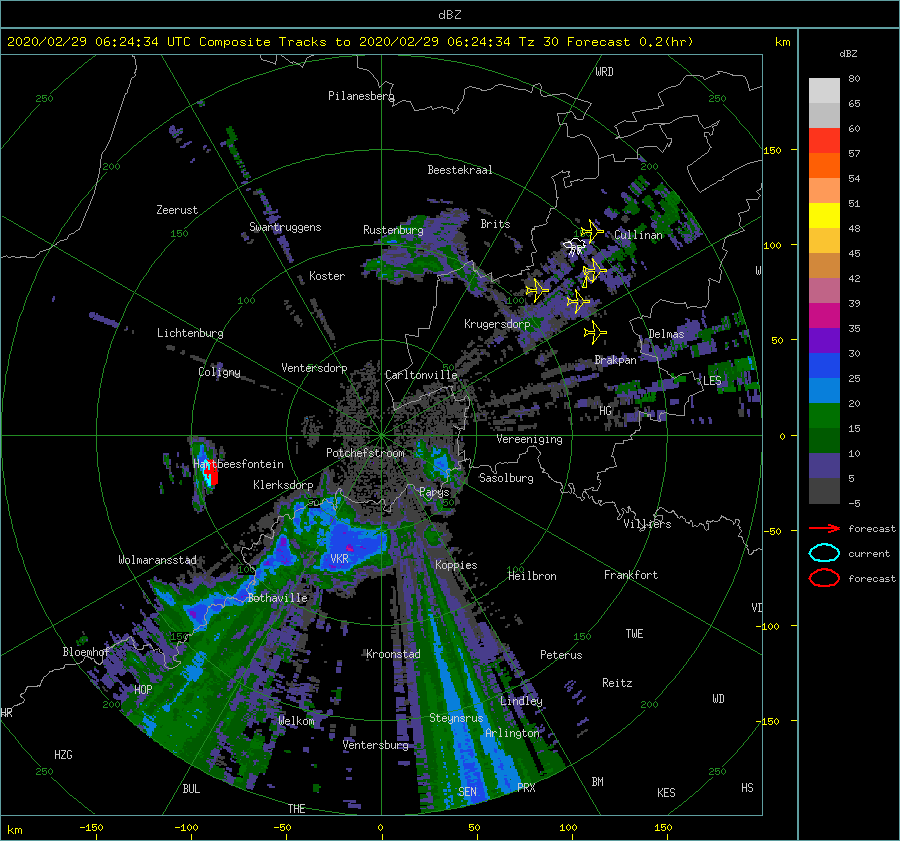 dBZ
2020/02/29 06:24:34 UTC Composite Tracks to 2020/02/29 06:24:34 Tz 30 Forecast 0.2(hr)
km
dBZ
WRD
250
Pilanesberg
250
80
65
60
57
54
51
48
45
42
39
35
30
25
20
15
10
5
-5
150
200
Beestekraal
200
Zeerust
Swartruggens
150
Rustenburg
Brits
Cullinan
100
W
Koster
100
100
Lichtenburg
Krugersdorp
Delmas
50
Coligny
Ventersdorp
Carltonville
Brakpan
LES
HG
Vereeniging
0
Potchefstroom
Hartbeesfontein
Klerksdorp
Sasolburg
Parys
50
50
Villiers
-50
forecast
current
forecast
Wolmaransstad
VKR
Koppies
100
100
Heilbron
Frankfort
Bothaville
VD
-100
150
150
TWE
Bloemhof
Kroonstad
Peterus
HOP
Reitz
WD
200
200
HR
Lindley
Welkom
Steynsrus
Arlington
-150
Ventersburg
HZG
250
250
BUL
THE
SEN
PRX
BM
KES
HS
km
-150
-100
-50
0
50
100
150